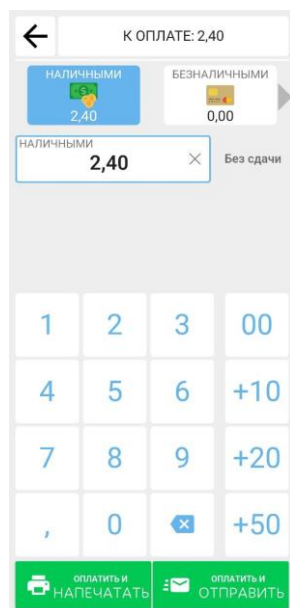 К ОПЛАТЕ: 2,40
НАЛИЧНЫМИ
2,40
БЕЗНАЛИЧНЫМИ
0,00
НАЛИЧНЫМИ
2,40
Без сдачи
1 2 3 00
4 5 6 +10
7 8 9 +20
, 0 +50
ОПЛАТИТЬ И
НАПЕЧАТАТЬ
ОПЛАТИТЬ И
ОТПРАВИТЬ